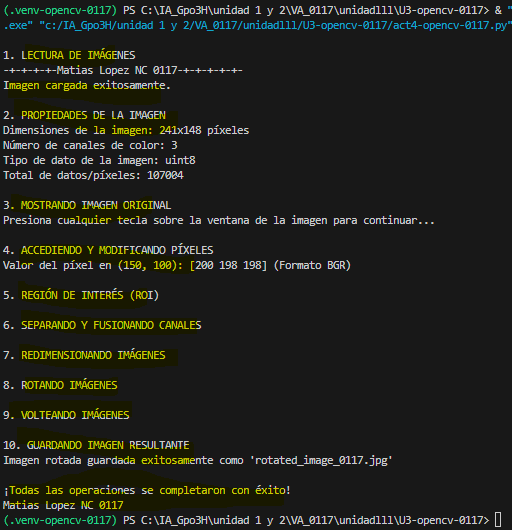 (.venv-opencv-0117) PS C:\IA_Gpo3H\unidad 1 y 2\VA_0117\unidadlll\U3-opencv-0117> & "
.exe" "c:/IA_Gpo3H/unidad 1 y 2/VA_0117/unidadlll/U3-opencv-0117/act4-opencv-0117.py"
1. LECTURA DE IMÁGENES
-+-+-+-+-Matias Lopez NC 0117-+-+-+-+-
Imagen cargada exitosamente.
2. PROPIEDADES DE LA IMAGEN
Dimensiones de la imagen: 241x148 píxeles
Número de canales de color: 3
Tipo de dato de la imagen: uint8
Total de datos/píxeles: 107004
3. MOSTRANDO IMAGEN ORIGINAL
Presiona cualquier tecla sobre la ventana de la imagen para continuar...
4. ACCEDIENDO Y MODIFICANDO PÍXELES
Valor del píxel en (150, 100): [200 198 198] (Formato BGR)
5. REGIÓN DE INTERÉS (ROI)
6. SEPARANDO Y FUSIONANDO CANALES
7. REDIMENSIONANDO IMÁGENES
8. ROTANDO IMÁGENES
9. VOLTEANDO IMÁGENES
10. GUARDANDO IMAGEN RESULTANTE
Imagen rotada guardada exitosamente como 'rotated_image_0117.jpg'
¡Todas las operaciones se completaron con éxito!
Matias Lopez NC 0117
(.venv-opencv-0117) PS C:\IA_Gpo3H\unidad 1 y 2\VA_0117\unidadlll\U3-opencv-0117>